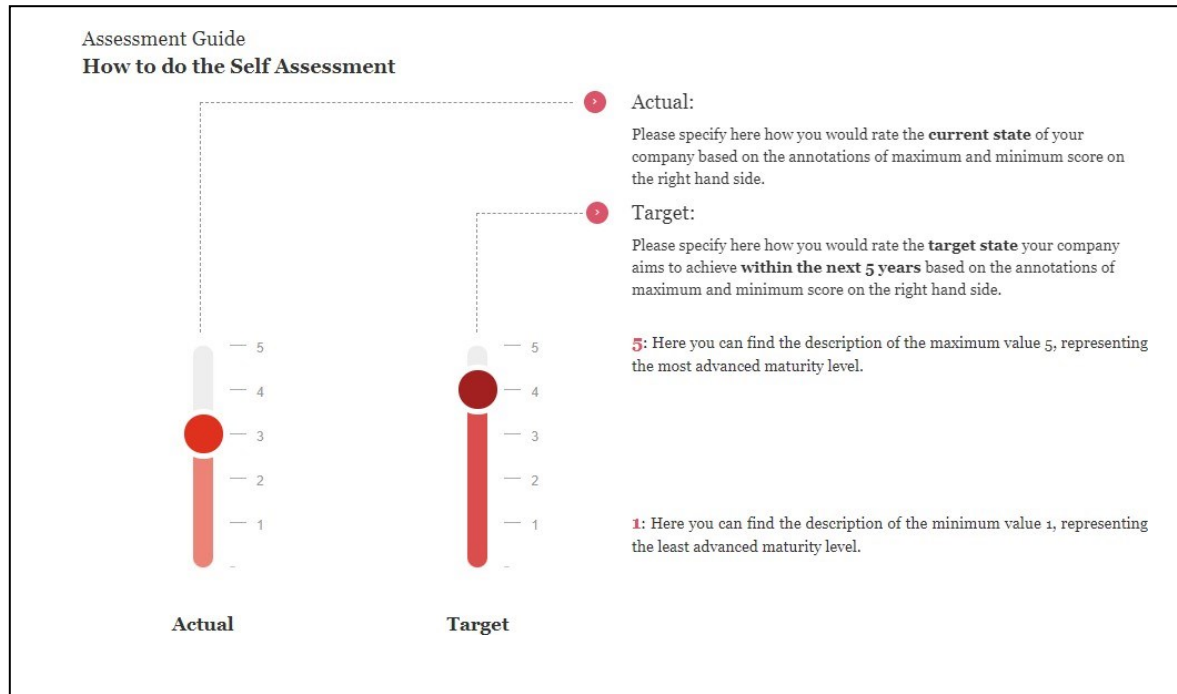 Assessment Guide
How to do the Self Assessment
Actual:
Please specify here how you would rate the current state of your
company based on the annotations of maximum and minimum score on
the right hand side.
Target:
Please specify here how you would rate the target state your company
aims to achieve within the next 5 years based on the annotations of
maximum and minimum score on the right hand side.
5: Here you can find the description of the maximum value 5, representing
the most advanced maturity level.
1: Here you can find the description of the minimum value 1, representing
the least advanced maturity level.
5
4
3
2
1
Actual
5
4
3
2
1
Target